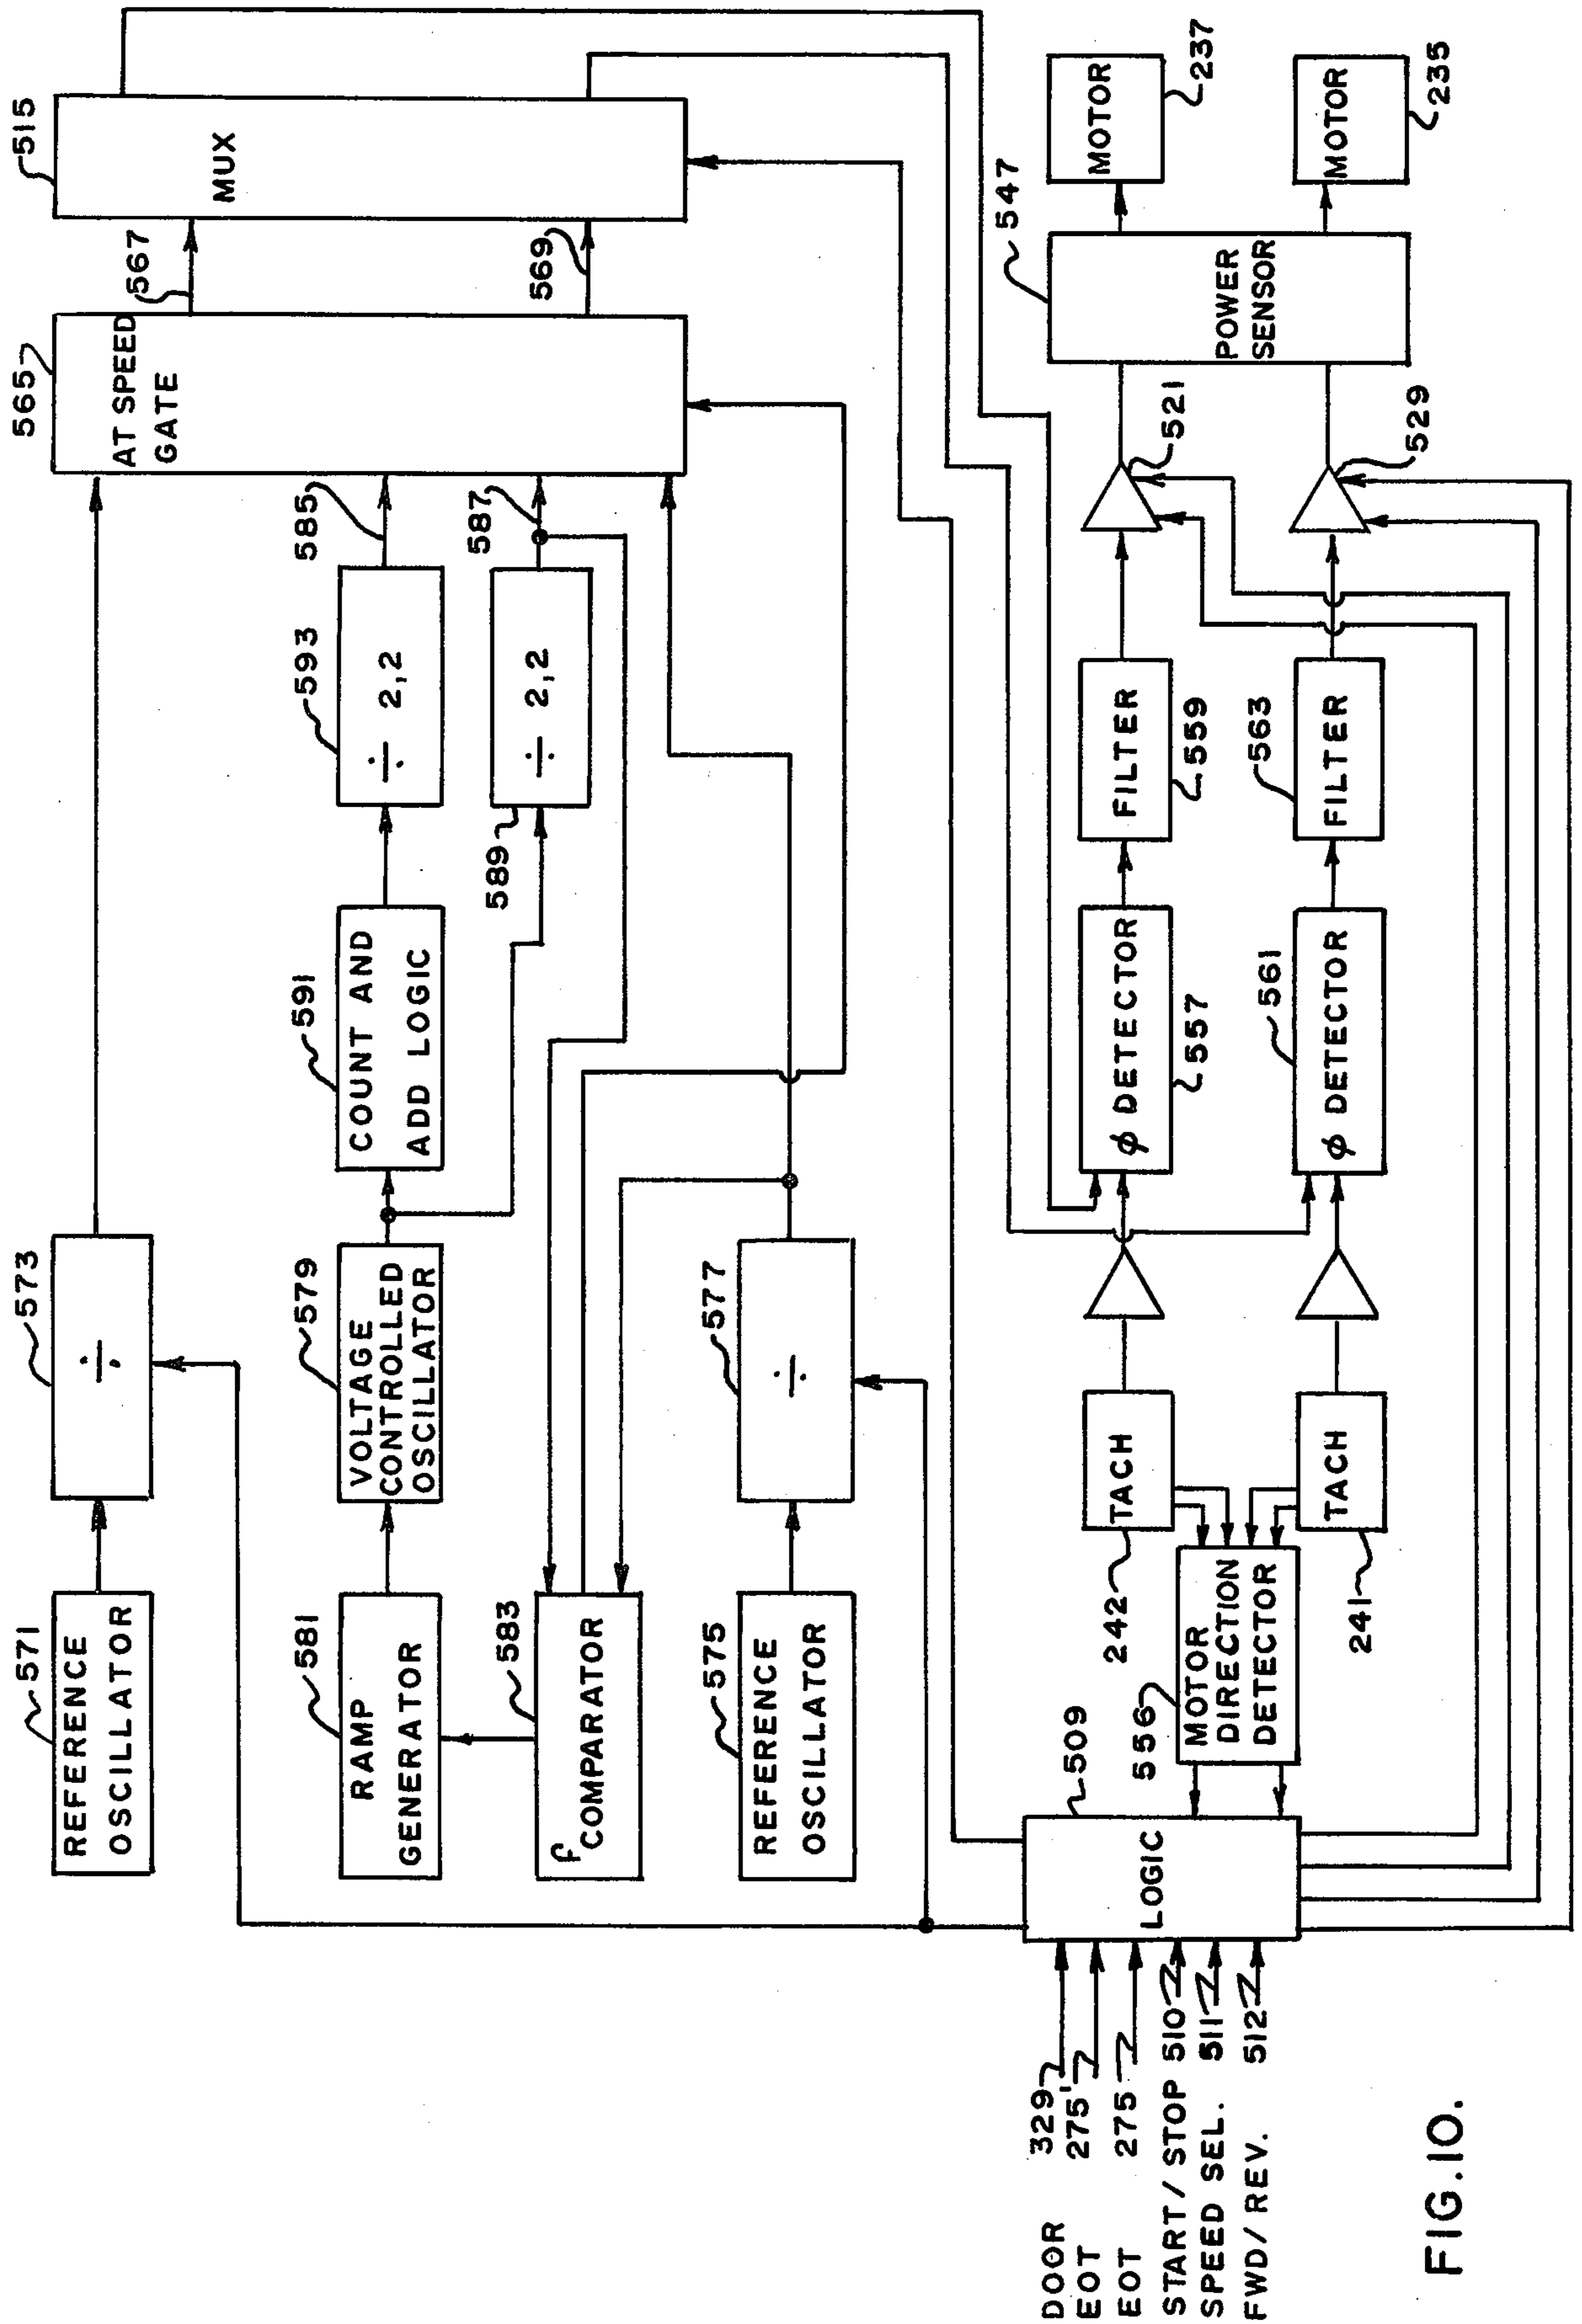 571
REFERENCE
OSCILLATOR
573
÷
565
AT SPEED
GATE
567
569
515
MUX
581
RAMP
GENERATOR
579
VOLTAGE
CONTROLLED
OSCILLATOR
591
COUNT AND
ADD LOGIC
593
÷ 2,2
585
589
÷ 2,2
587
583
f COMPARATOR
575
REFERENCE
OSCILLATOR
577
÷
DOOR 329
EOT 275'
EOT 275
START/STOP 510
SPEED SEL. 511
FWD/REV. 512
509
LOGIC
556
MOTOR
DIRECTION
DETECTOR
242
TACH
241
TACH
ϕ DETECTOR
557
561
ϕ DETECTOR
FILTER
559
563
FILTER
521
529
547
POWER
SENSOR
MOTOR
237
MOTOR
235
FIG.10.